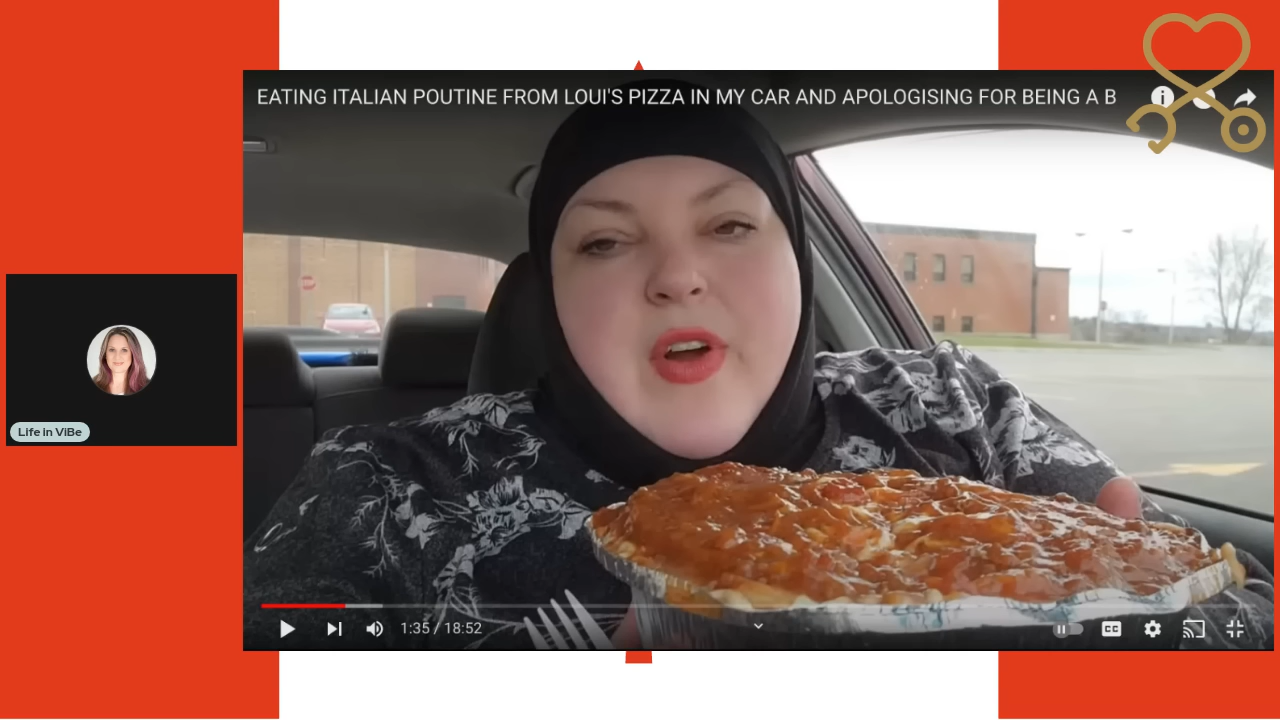 EATING ITALIAN POUTINE FROM LOUI'S PIZZA IN MY CAR AND APOLOGISING FOR BEING A B
Life in ViBe
1:35 / 18:52
CC